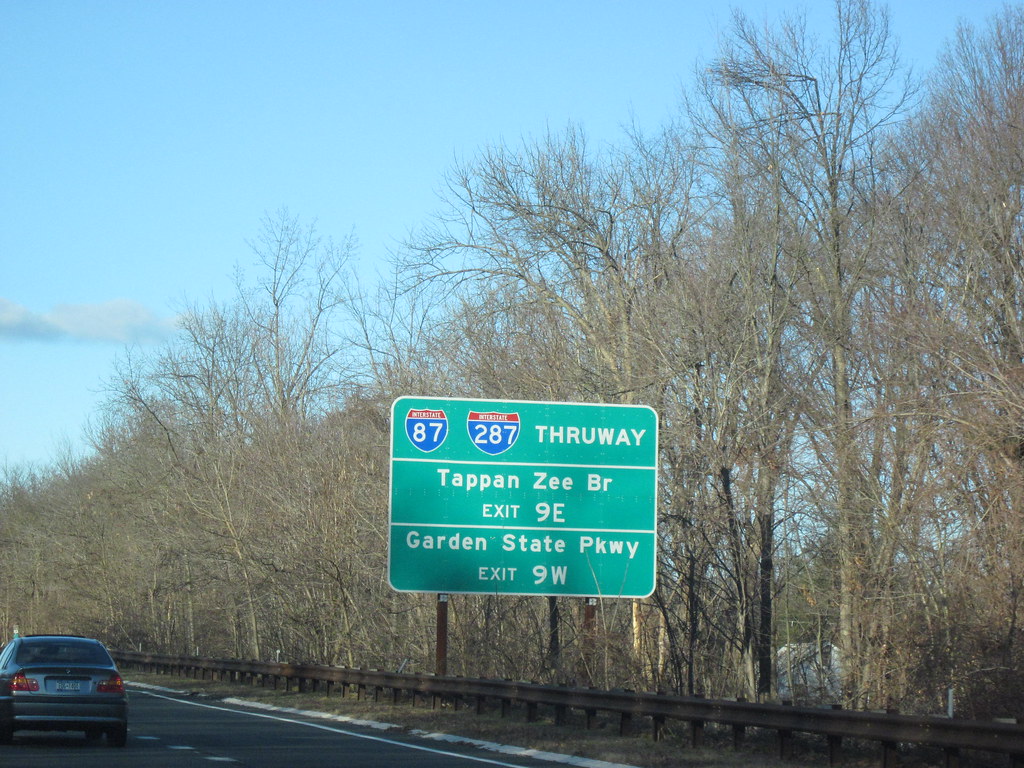 INTERSTATE 87 INTERSTATE 287 THRUWAY
Tappan Zee Br
EXIT 9E
Garden State Pkwy
EXIT 9W